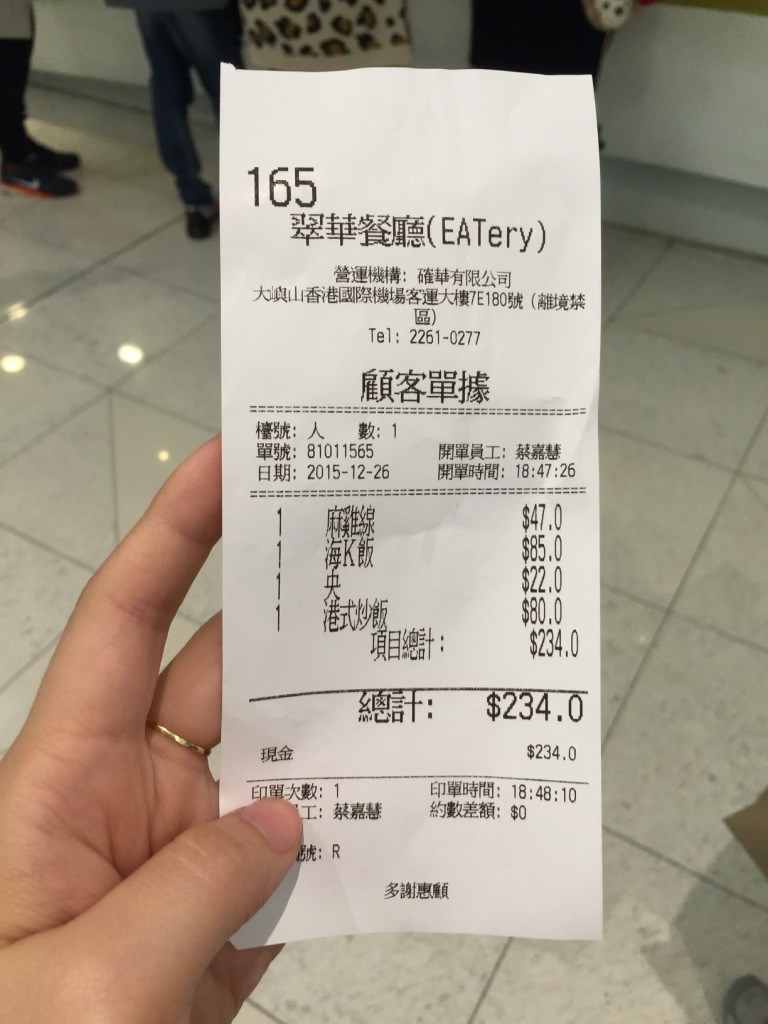 165
翠華餐廳(EATery)
營運機構: 確華有限公司
大嶼山香港國際機場客運大樓7E180號 (離境禁
區)
Tel: 2261-0277
顧客單據
檯號: 人 數: 1
單號: 81011565 開單員工: 蔡嘉慧
日期: 2015-12-26 開單時間: 18:47:26
1 麻雞線 $47.0
1 海K飯 $85.0
1 央 $22.0
1 港式炒飯 $80.0
項目總計: $234.0
總計: $234.0
現金 $234.0
印單次數: 1 印單時間: 18:48:10
工: 蔡嘉慧 約數差額: $0
號: R
多謝惠顧